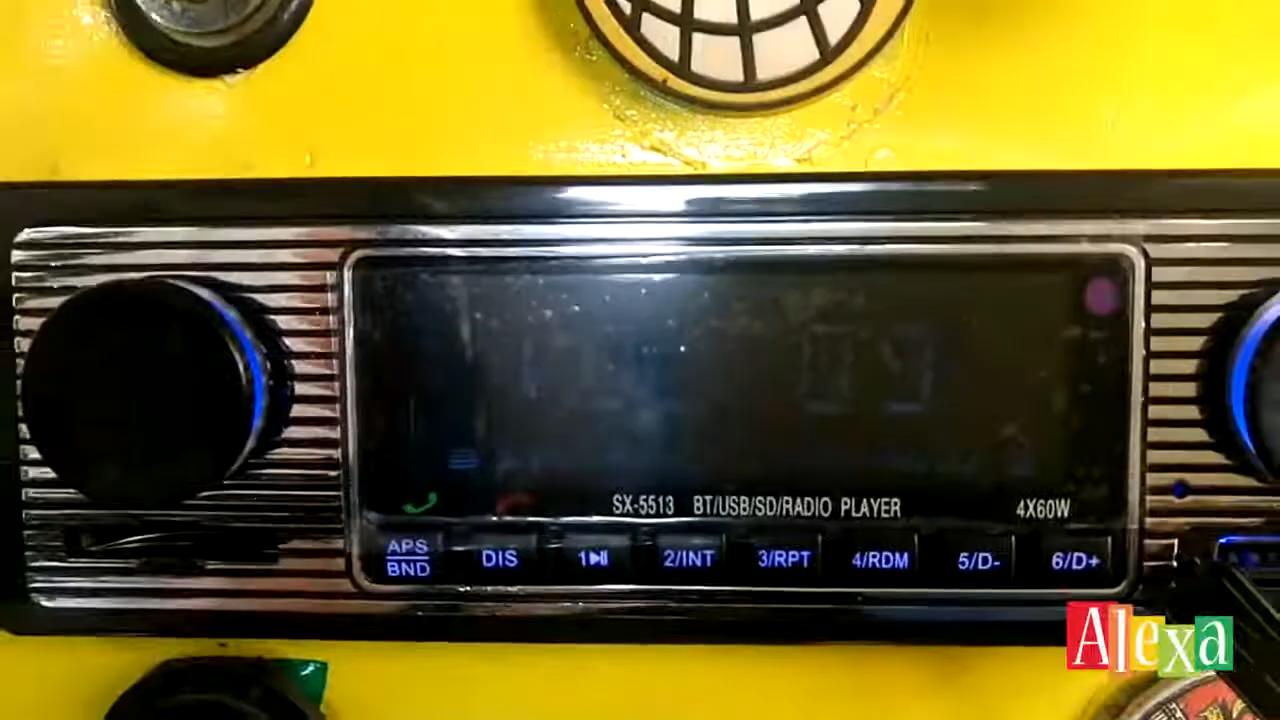 SX-5513 BT/USB/SD/RADIO PLAYER 4X60W
APS
BND
DIS
1
2/INT
3/RPT
4/RDM
5/D-
6/D+
Alexa